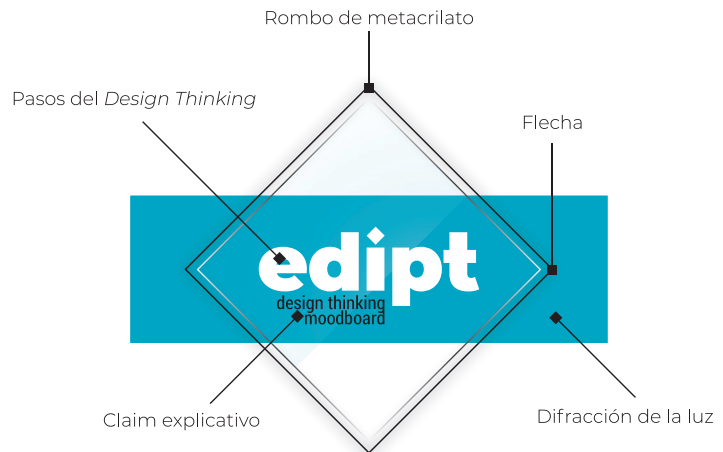 Rombo de metacrilato
Pasos del Design Thinking
Flecha
edipt
design thinking
moodboard
Claim explicativo
Difracción de la luz